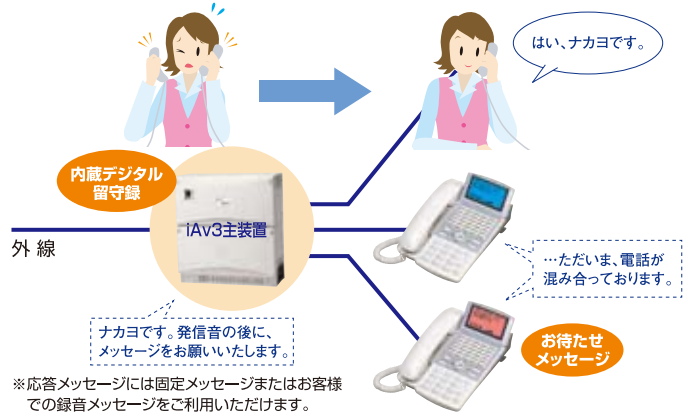 はい、ナカヨです。
内蔵デジタル
留守録
iAv3主装置
外 線
…ただいま、電話が
混み合っております。
ナカヨです。発信音の後に、
メッセージをお願いいたします。
お待たせ
メッセージ
※応答メッセージには固定メッセージまたはお客様
での録音メッセージをご利用いただけます。